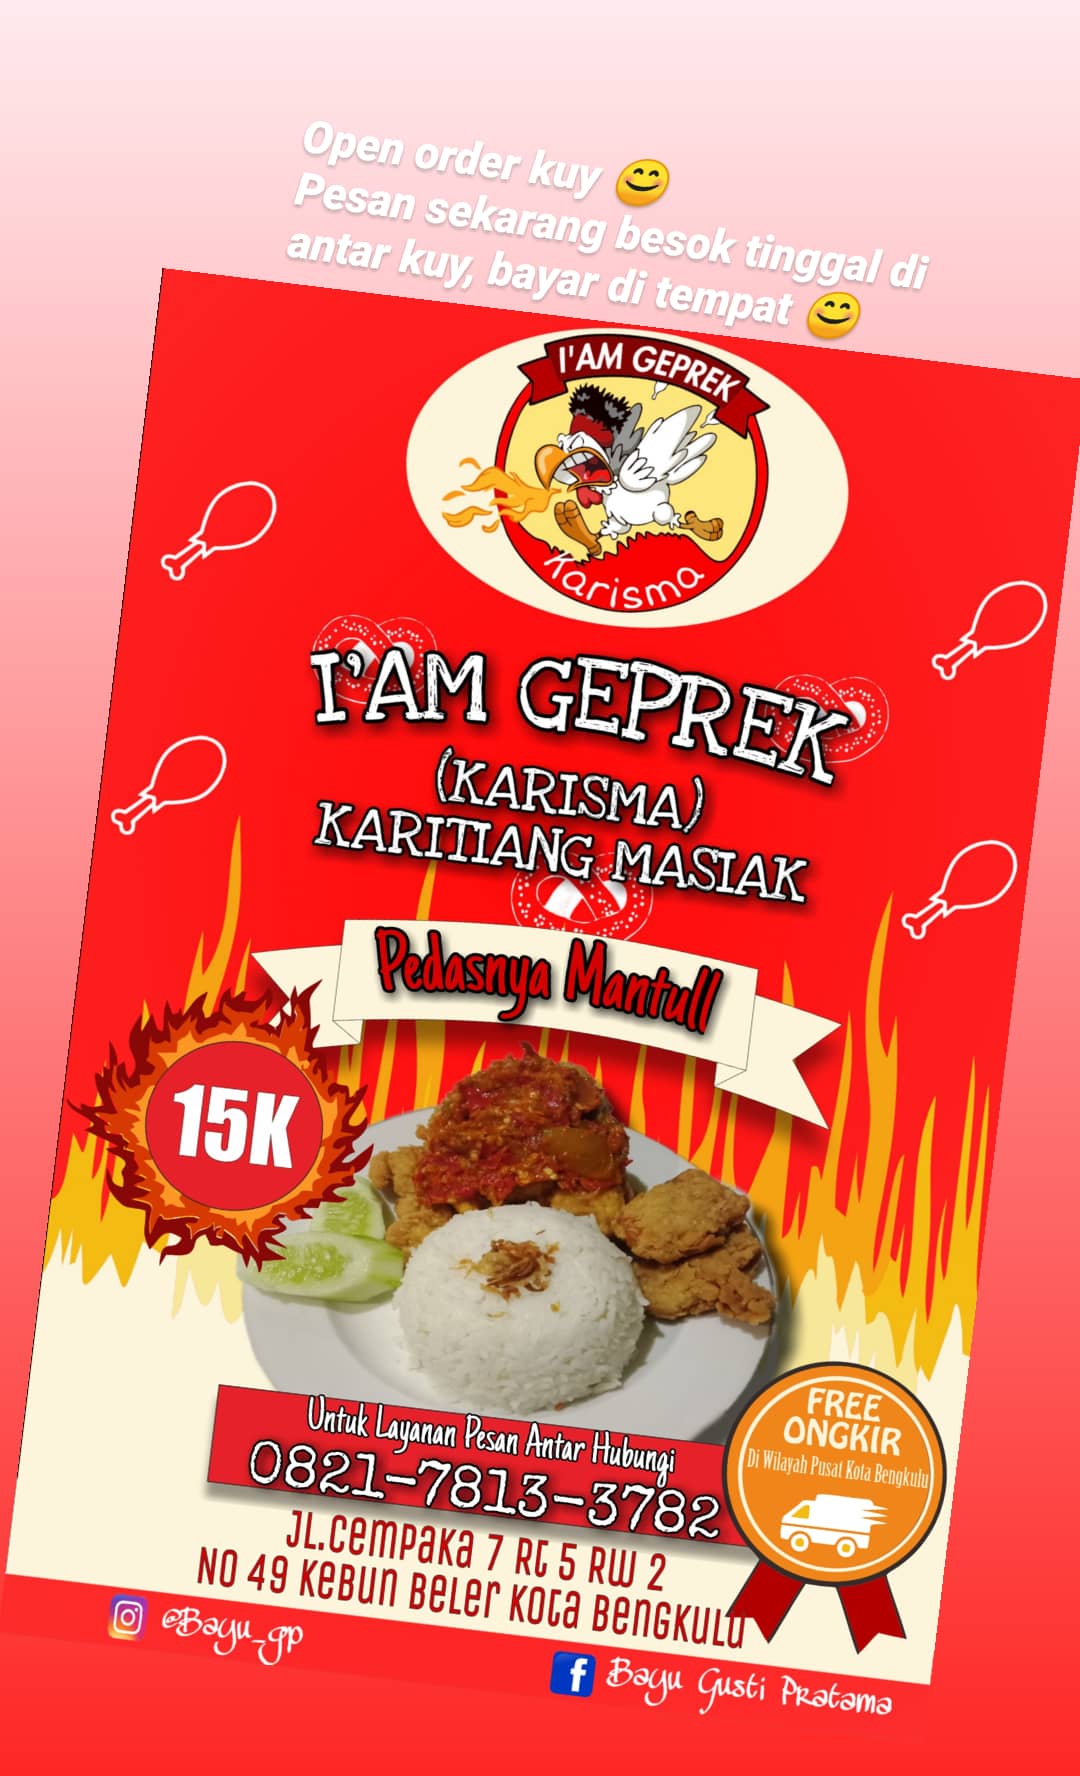 Open order kuy 😊
Pesan sekarang besok tinggal di
antar kuy, bayar di tempat 😊
I'AM GEPREK
Karisma
I'AM GEPREK
(KARISMA)
KARITIANG MASIAK
Pedasnya Mantull
15K
Untuk Layanan Pesan Antar Hubungi
0821-7813-3782
FREE
ONGKIR
Di Wilayah Pusat Kota Bengkulu
JL.Cempaka 7 Rt 5 RW 2
NO 49 Kebun Beler Kota Bengkulu
@Bayu_gp
Bayu Gusti Pratama